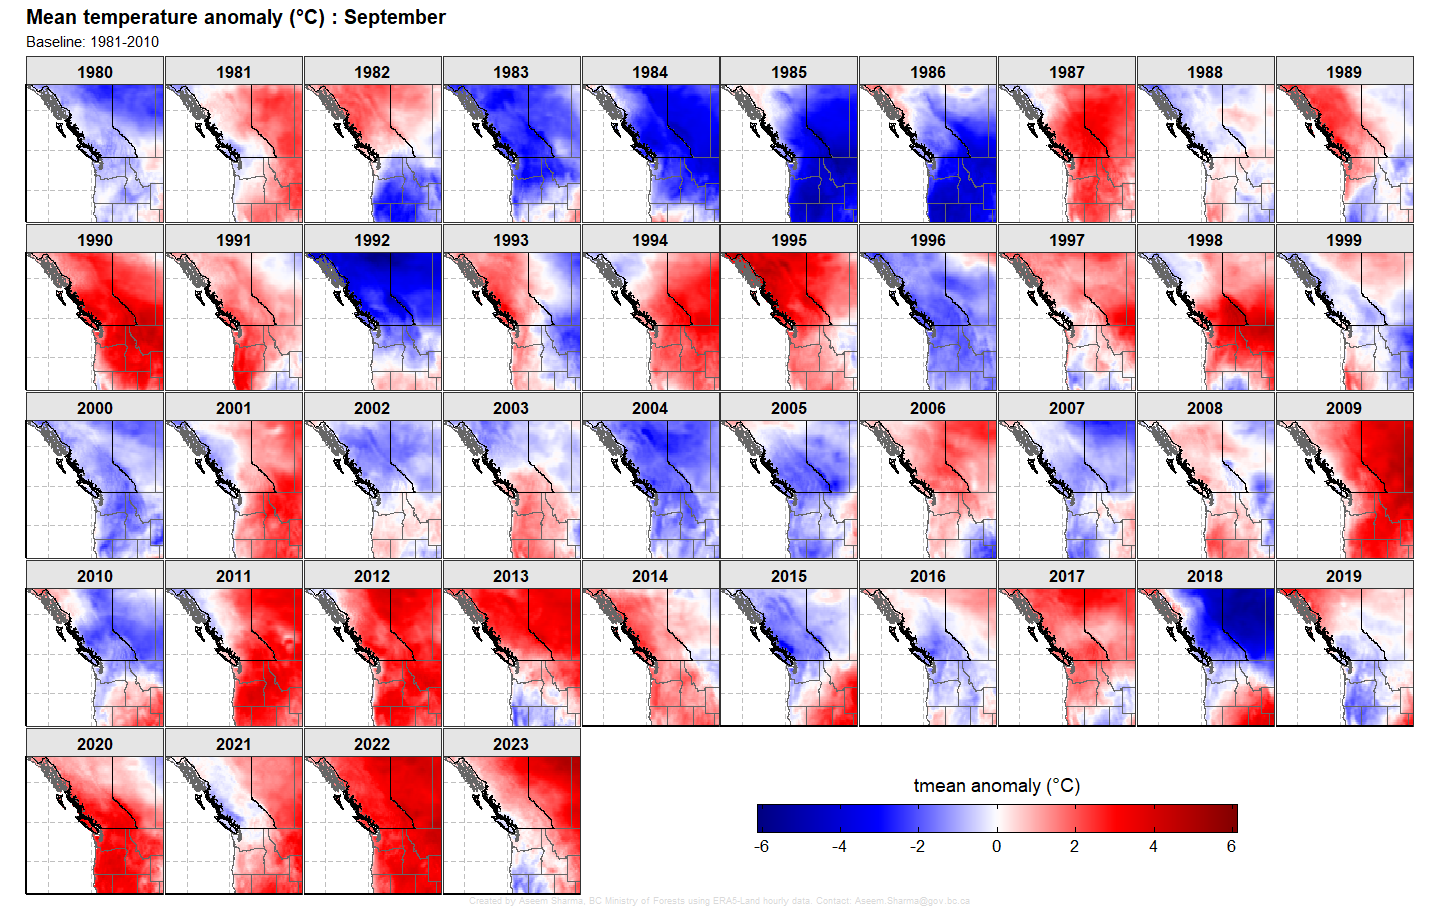 Mean temperature anomaly (°C) : September
Baseline: 1981-2010
1980 1981 1982 1983 1984 1985 1986 1987 1988 1989
1990 1991 1992 1993 1994 1995 1996 1997 1998 1999
2000 2001 2002 2003 2004 2005 2006 2007 2008 2009
2010 2011 2012 2013 2014 2015 2016 2017 2018 2019
2020 2021 2022 2023
tmean anomaly (°C)
-6 -4 -2 0 2 4 6
Created by Aseem Sharma, BC Ministry of Forests using ERA5-Land hourly data. Contact: Aseem.Sharma@gov.bc.ca